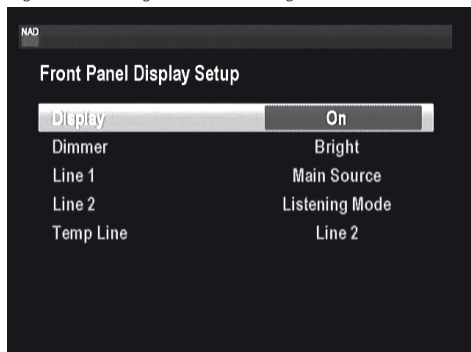 NAD
Front Panel Display Setup
Display On
Dimmer Bright
Line 1 Main Source
Line 2 Listening Mode
Temp Line Line 2